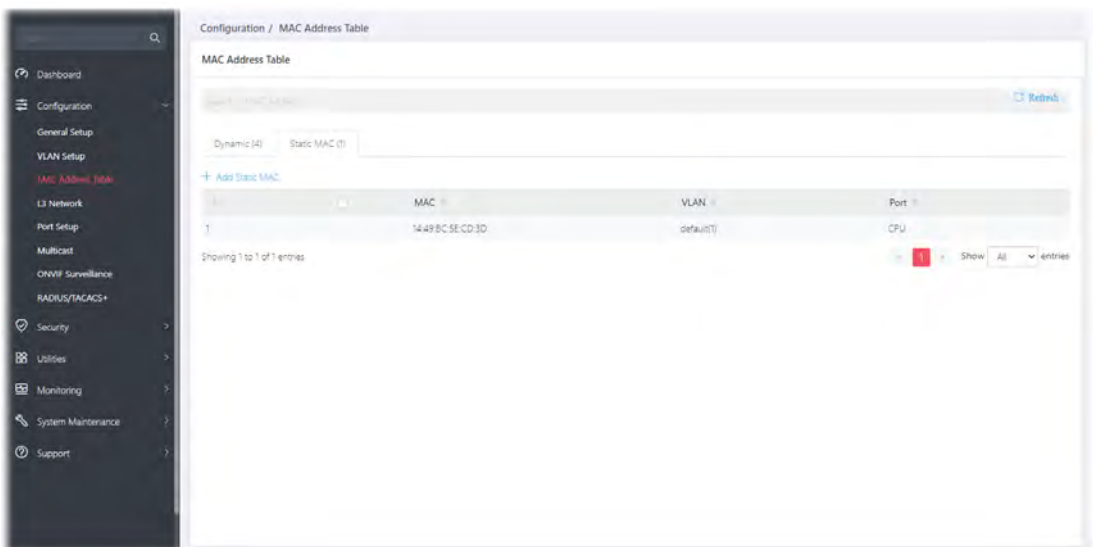 Configuration / MAC Address Table
MAC Address Table
Dashboard
Configuration
General Setup
VLAN Setup
MAC Address Table
L3 Network
Port Setup
Multicast
ONVIF Surveillance
RADIUS/TACACS+
Security
Utilities
Monitoring
System Maintenance
Support
Refresh
Dynamic (4) Static MAC (1)
+ Add Static MAC
MAC VLAN Port
1 14:49:BC:5E:CD:3D default(1) CPU
Showing 1 to 1 of 1 entries
1 Show All entries